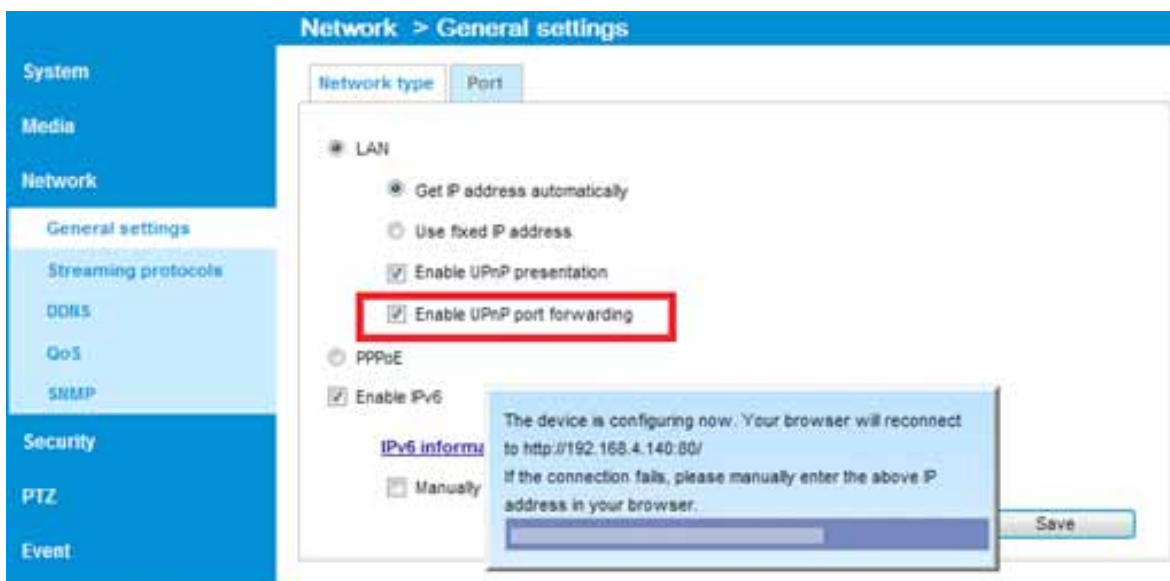 Network > General settings
System
Media
Network
General settings
Streaming protocols
DDNS
QoS
SNMP
Security
PTZ
Event
Network type
Port
LAN
Get IP address automatically
Use fixed IP address
Enable UPnP presentation
Enable UPnP port forwarding
PPPoE
Enable IPv6
IPv6 informa
Manually
The device is configuring now. Your browser will reconnect
to http://192.168.4.140:80/
If the connection fails, please manually enter the above IP
address in your browser.
Save